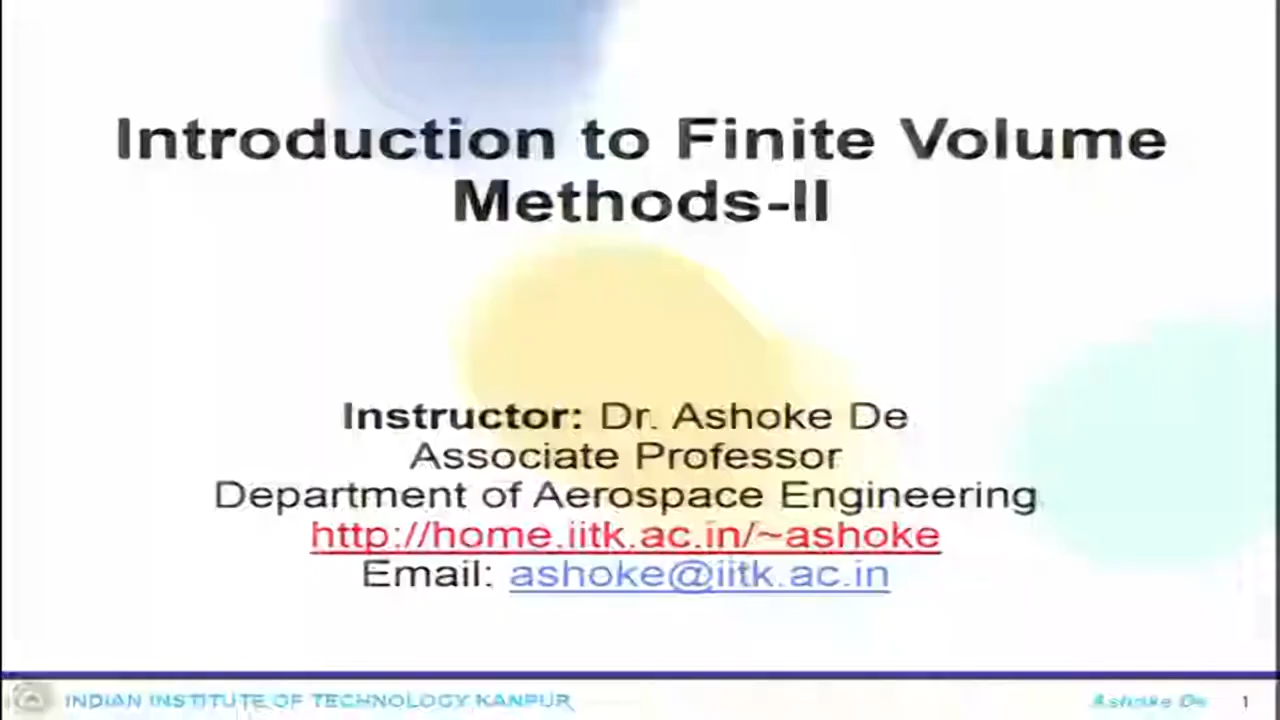 Introduction to Finite Volume
Methods-II
Instructor: Dr. Ashoke De
Associate Professor
Department of Aerospace Engineering
http://home.iitk.ac.in/~ashoke
Email: ashoke@iitk.ac.in
INDIAN INSTITUTE OF TECHNOLOGY KANPUR
Ashoke De 1